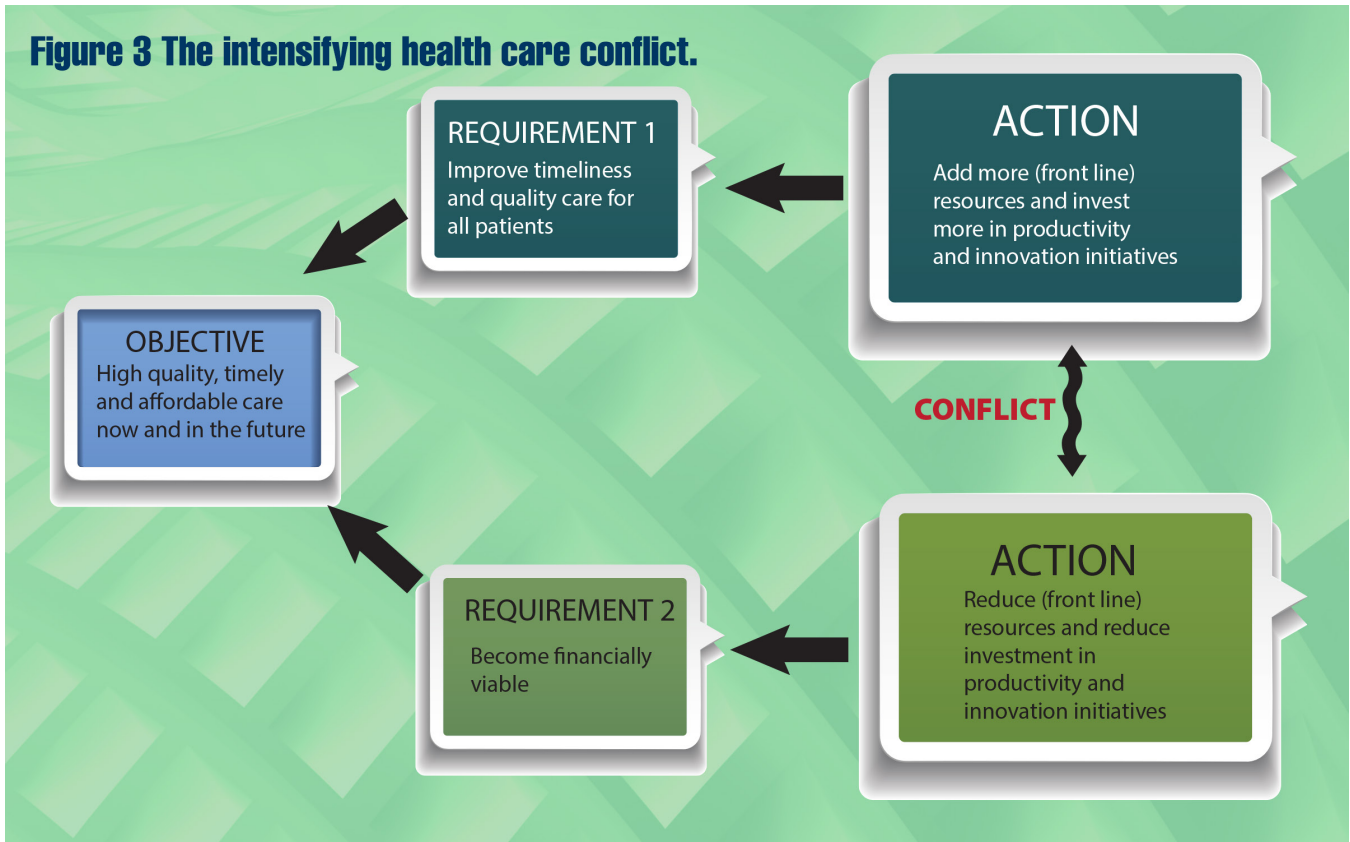 Figure 3 The intensifying health care conflict.
REQUIREMENT 1
Improve timeliness
and quality care for
all patients
ACTION
Add more (front line)
resources and invest
more in productivity
and innovation initiatives
OBJECTIVE
High quality, timely
and affordable care
now and in the future
CONFLICT
REQUIREMENT 2
Become financially
viable
ACTION
Reduce (front line)
resources and reduce
investment in
productivity and
innovation initiatives